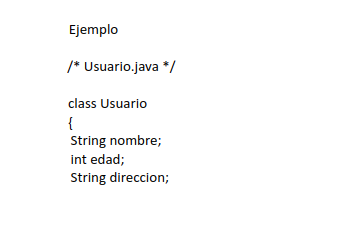 Ejemplo
/* Usuario.java */
class Usuario
{
String nombre;
int edad;
String direccion;